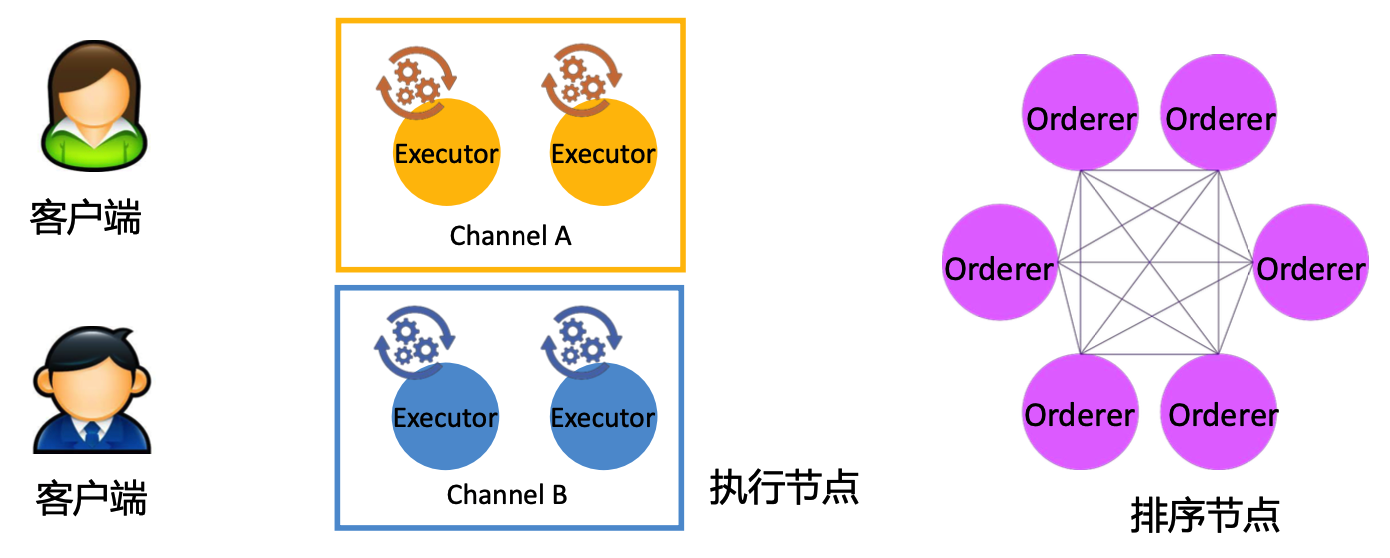 客户端
客户端
Executor
Executor
Channel A
Executor
Executor
Channel B
执行节点
Orderer
Orderer
Orderer
Orderer
Orderer
Orderer
排序节点